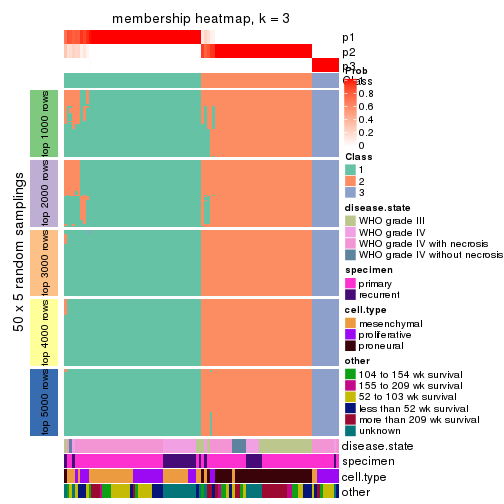 membership heatmap, k = 3
p1
p2
p3
Class
Prob
0.8
0.6
0.4
0.2
0
Class
1
2
3
disease.state
WHO grade III
WHO grade IV
WHO grade IV with necrosis
WHO grade IV without necrosis
specimen
primary
recurrent
cell.type
mesenchymal
proliferative
proneural
other
104 to 154 wk survival
155 to 209 wk survival
52 to 103 wk survival
less than 52 wk survival
more than 209 wk survival
unknown
50 x 5 random samplings
top 1000 rows
top 2000 rows
top 3000 rows
top 4000 rows
top 5000 rows
disease.state
specimen
cell.type
other